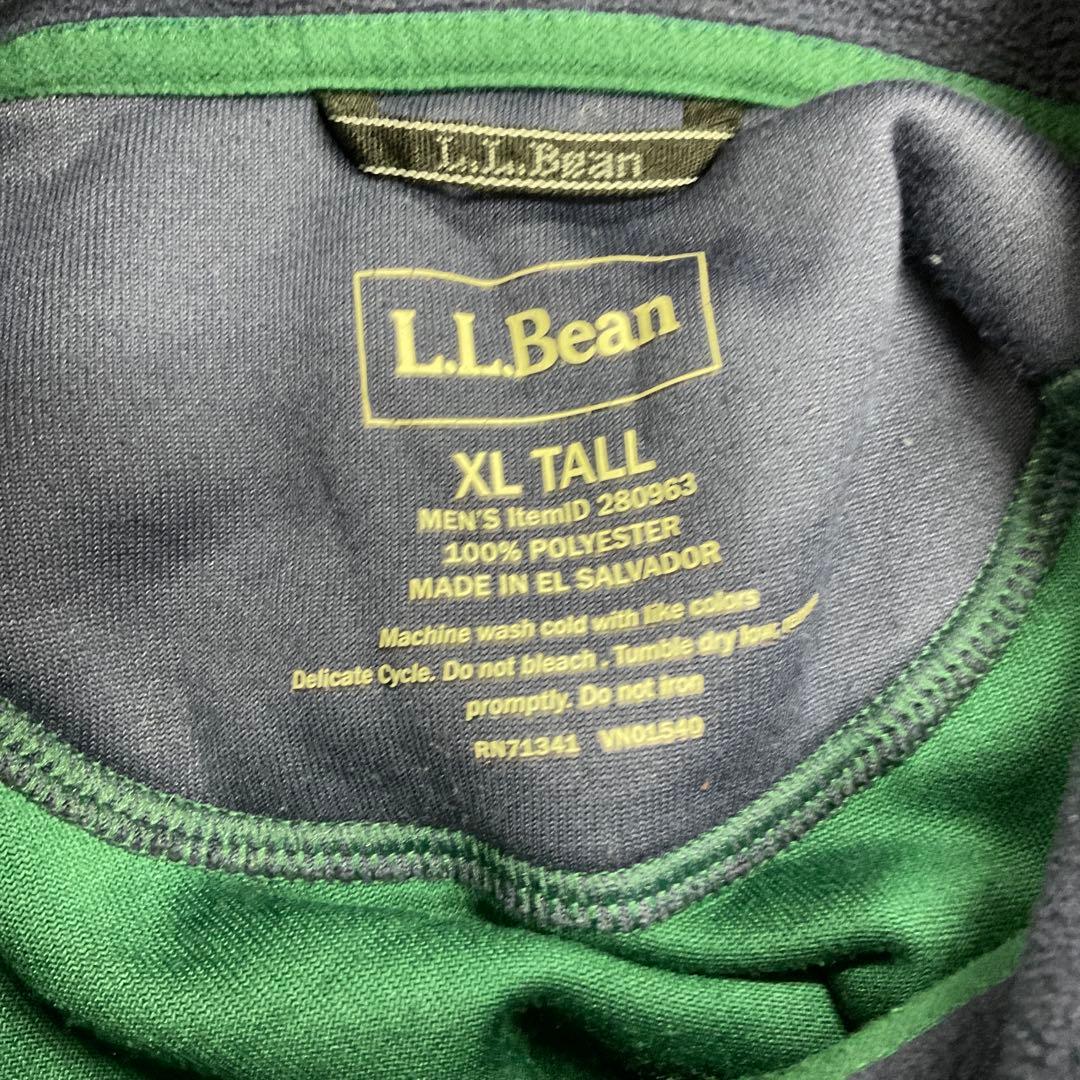 L.L.Bean
L.L.Bean
XL TALL
MEN'S ItemID 280963
100% POLYESTER
MADE IN EL SALVADOR
Machine wash cold with like colors
Delicate Cycle. Do not bleach . Tumble dry low,
promptly. Do not iron
RN71341 VN01540